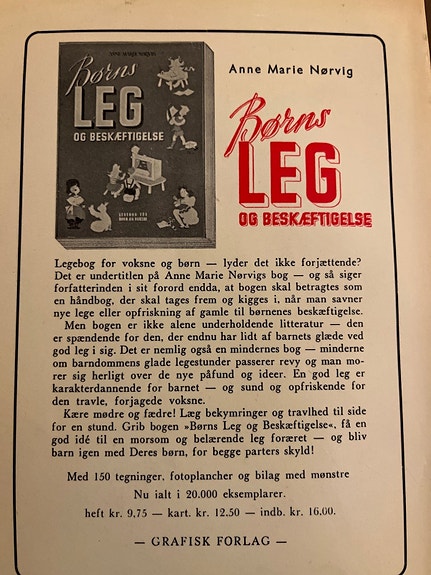 ANNE MARIE NØRVIG
Børns
LEG
OG BESKÆFTIGELSE
LEGEBOG FOR
BØRN OG VOKSNE
Anne Marie Nørvig
Børns
LEG
OG BESKÆFTIGELSE
Legebog for voksne og børn — lyder det ikke forjættende?
Det er undertitlen på Anne Marie Nørvigs bog — og så siger
forfatterinden i sit forord endda, at bogen skal betragtes som
en håndbog, der skal tages frem og kigges i, når man savner
nye lege eller opfriskning af gamle til børnenes beskæftigelse.
Men bogen er ikke alene underholdende litteratur — den
er spændende for den, der endnu har lidt af barnets glæde ved
god leg i sig. Det er nemlig også en mindernes bog — minderne
om barndommens glade legestunder passerer revy og man mo-
rer sig herligt over de nye påfund og ideer. En god leg er
karakterdannende for barnet — og sund og opfriskende for
den travle, forjagede voksne.
Kære mødre og fædre! Læg bekymringer og travlhed til side
for en stund. Grib bogen »Børns Leg og Beskæftigelse«, få en
god idé til en morsom og belærende leg foræret — og bliv
barn igen med Deres børn, for begge parters skyld!
Med 150 tegninger, fotoplancher og bilag med mønstre
Nu ialt i 20.000 eksemplarer.
heft kr. 9,75 — kart. kr. 12.50 — indb. kr. 16.00.
— GRAFISK FORLAG —